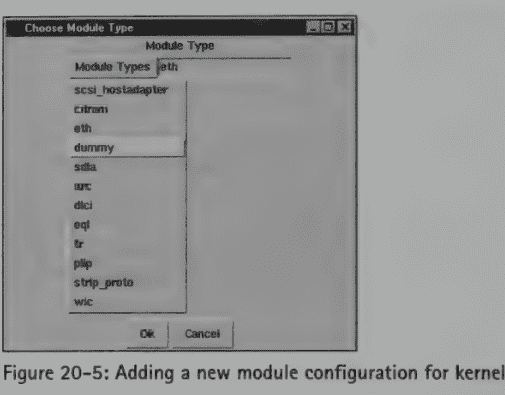 Choose Module Type
Module Type
Module Types eth
scsi_hostadapter
cdrom
eth
dummy
sdla
arc
dlci
eql
tr
plip
strip_proto
wic
Ok Cancel
Figure 20-5: Adding a new module configuration for kernel